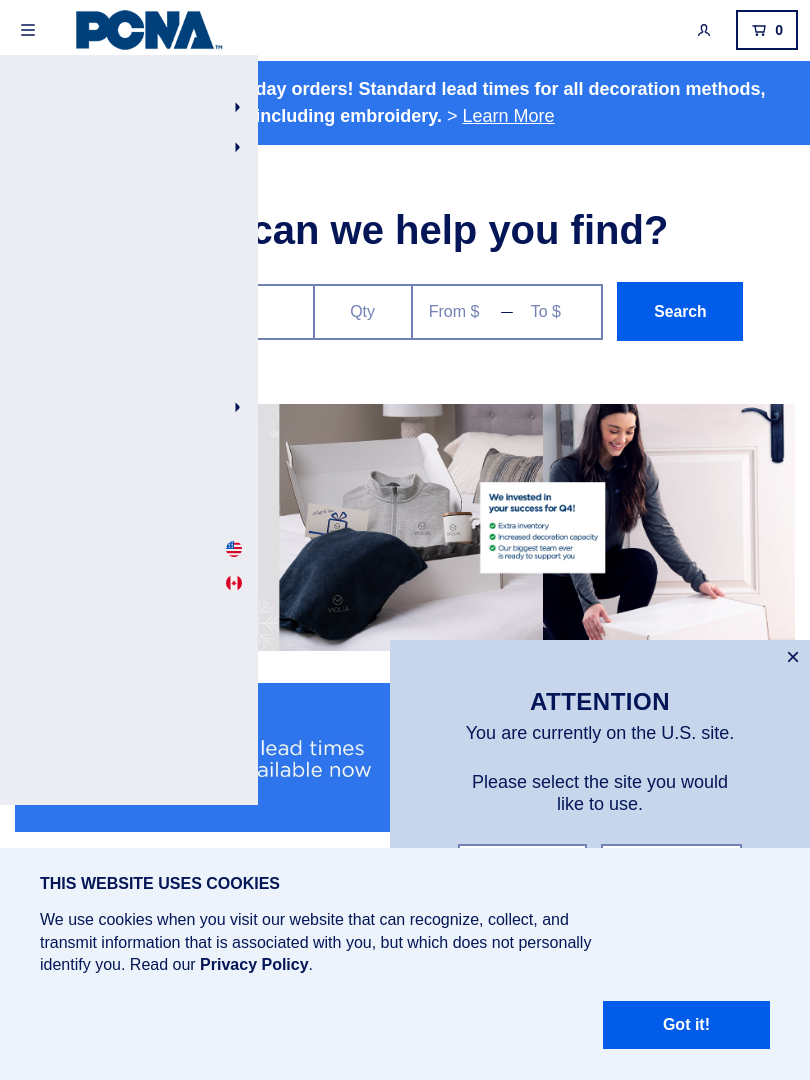 PCNA™
0
day orders! Standard lead times for all decoration methods,
including embroidery. > Learn More
can we help you find?
Qty
From $
To $
Search
We invested in
your success for Q4!
Extra inventory
Increased decoration capacity
Our biggest team ever
is ready to support you
VIOLIA
lead times
ailable now
ATTENTION
You are currently on the U.S. site.
Please select the site you would
like to use.
THIS WEBSITE USES COOKIES
We use cookies when you visit our website that can recognize, collect, and
transmit information that is associated with you, but which does not personally
identify you. Read our Privacy Policy.
Got it!